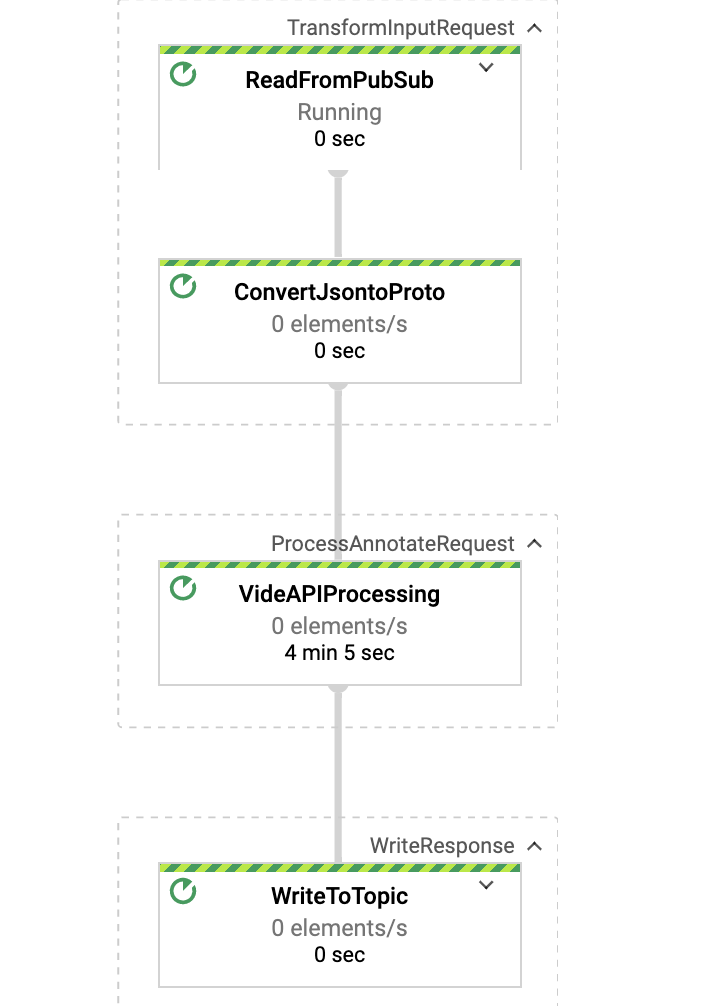 TransformInputRequest
ReadFromPubSub
Running
0 sec
ConvertJsontoProto
0 elements/s
0 sec
ProcessAnnotateRequest
VideAPIProcessing
0 elements/s
4 min 5 sec
WriteResponse
WriteToTopic
0 elements/s
0 sec